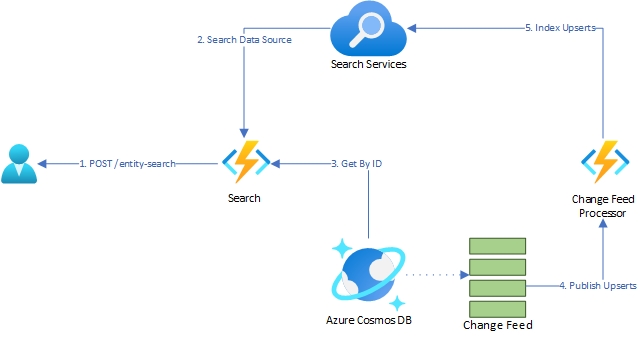 5. Index Upserts
2. Search Data Source
Search Services
1. POST / entity-search
3. Get By ID
Search
Change Feed
Processor
4. Publish Upserts
Azure Cosmos DB
Change Feed